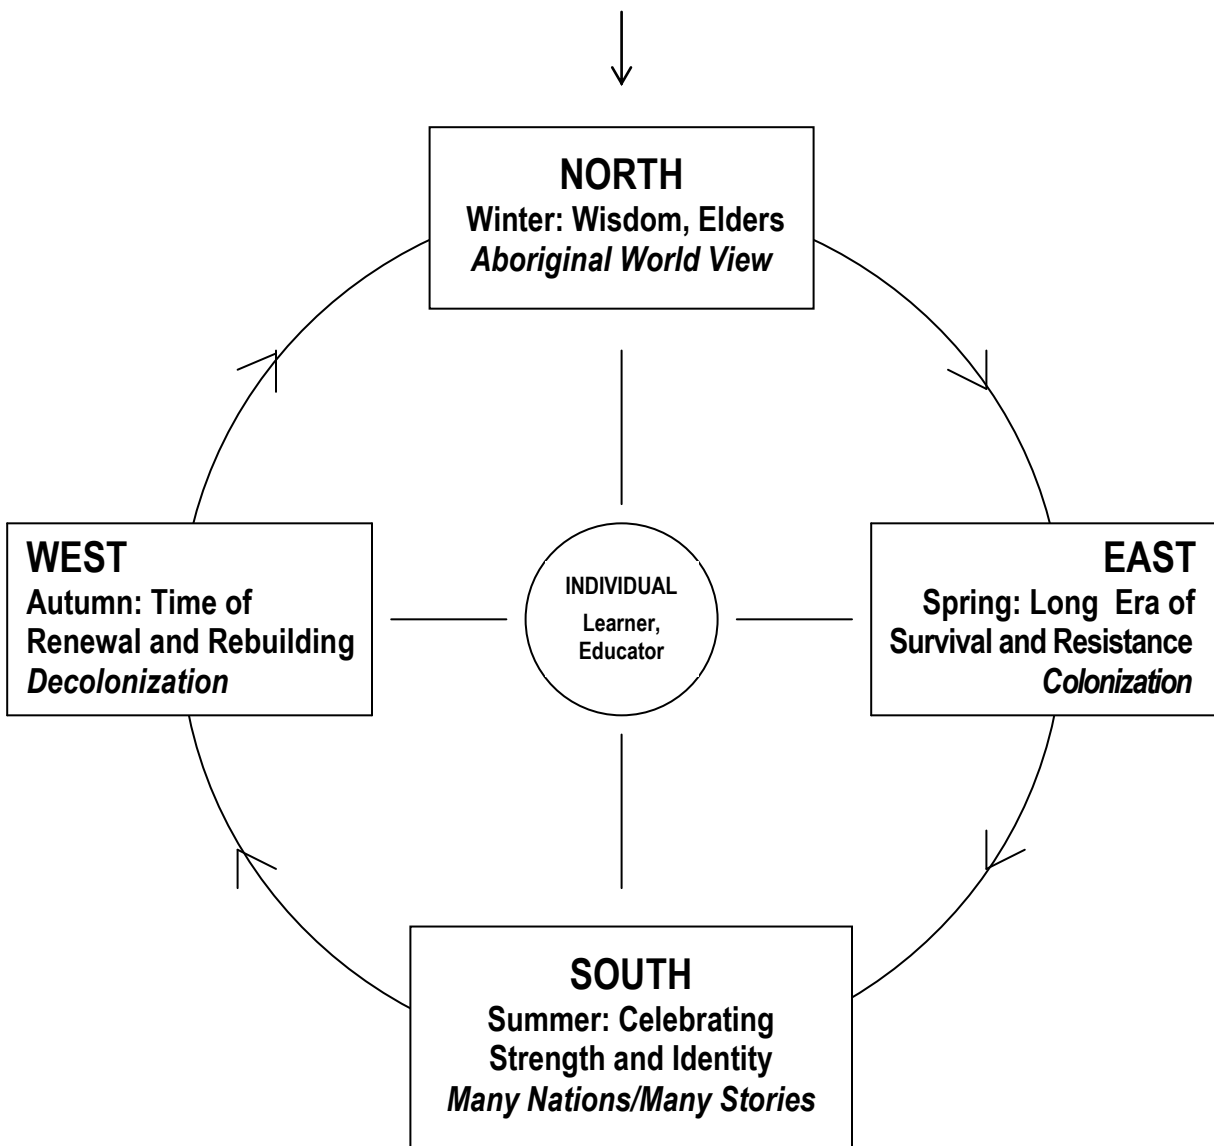 NORTH
Winter: Wisdom, Elders
Aboriginal World View
WEST
Autumn: Time of
Renewal and Rebuilding
Decolonization
INDIVIDUAL
Learner,
Educator
EAST
Spring: Long Era of
Survival and Resistance
Colonization
SOUTH
Summer: Celebrating
Strength and Identity
Many Nations/Many Stories